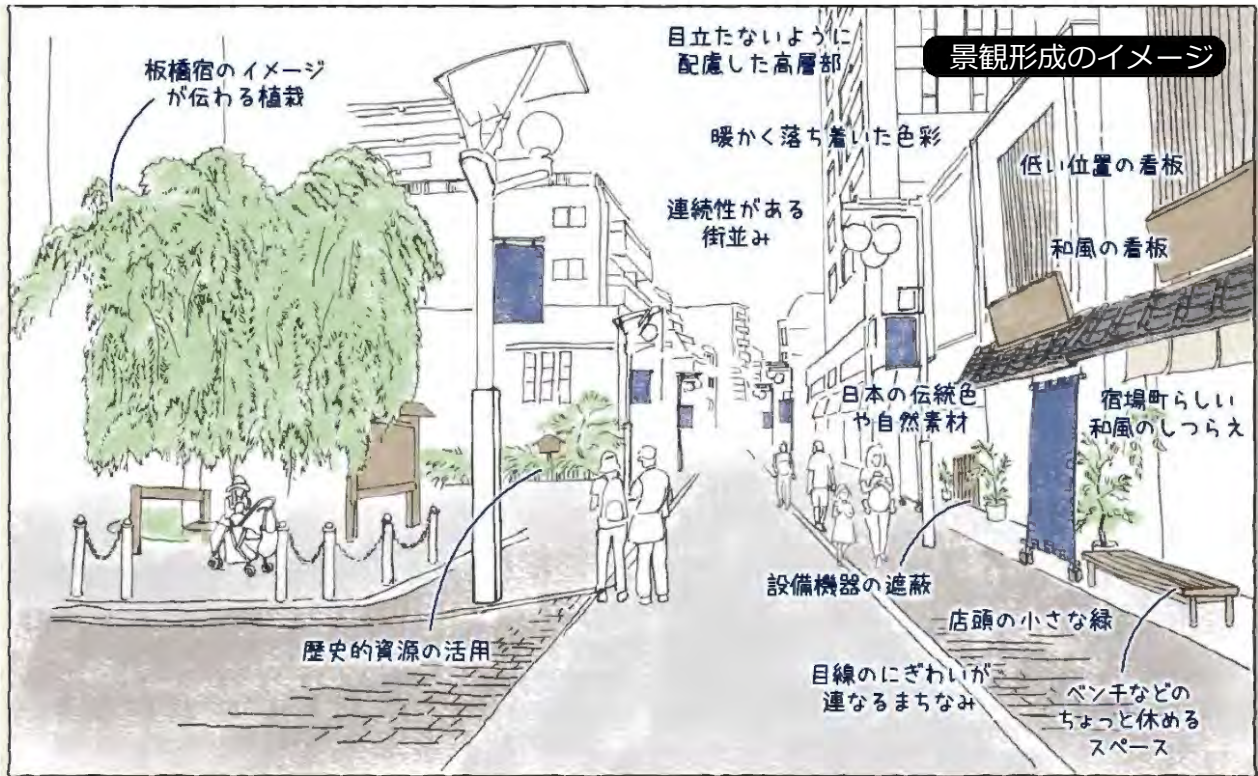 景観形成のイメージ
板橋宿のイメージ
が伝わる植栽
目立たないように
配慮した高層部
暖かく落ち着いた色彩
低い位置の看板
連続性がある
街並み
和風の看板
日本の伝統色
や自然素材
宿場町らしい
和風のしつらえ
設備機器の遮蔽
店頭の小さな緑
歴史的資源の活用
目線のにぎわいが
連なるまちなみ
ベンチなどの
ちょっと休める
スペース